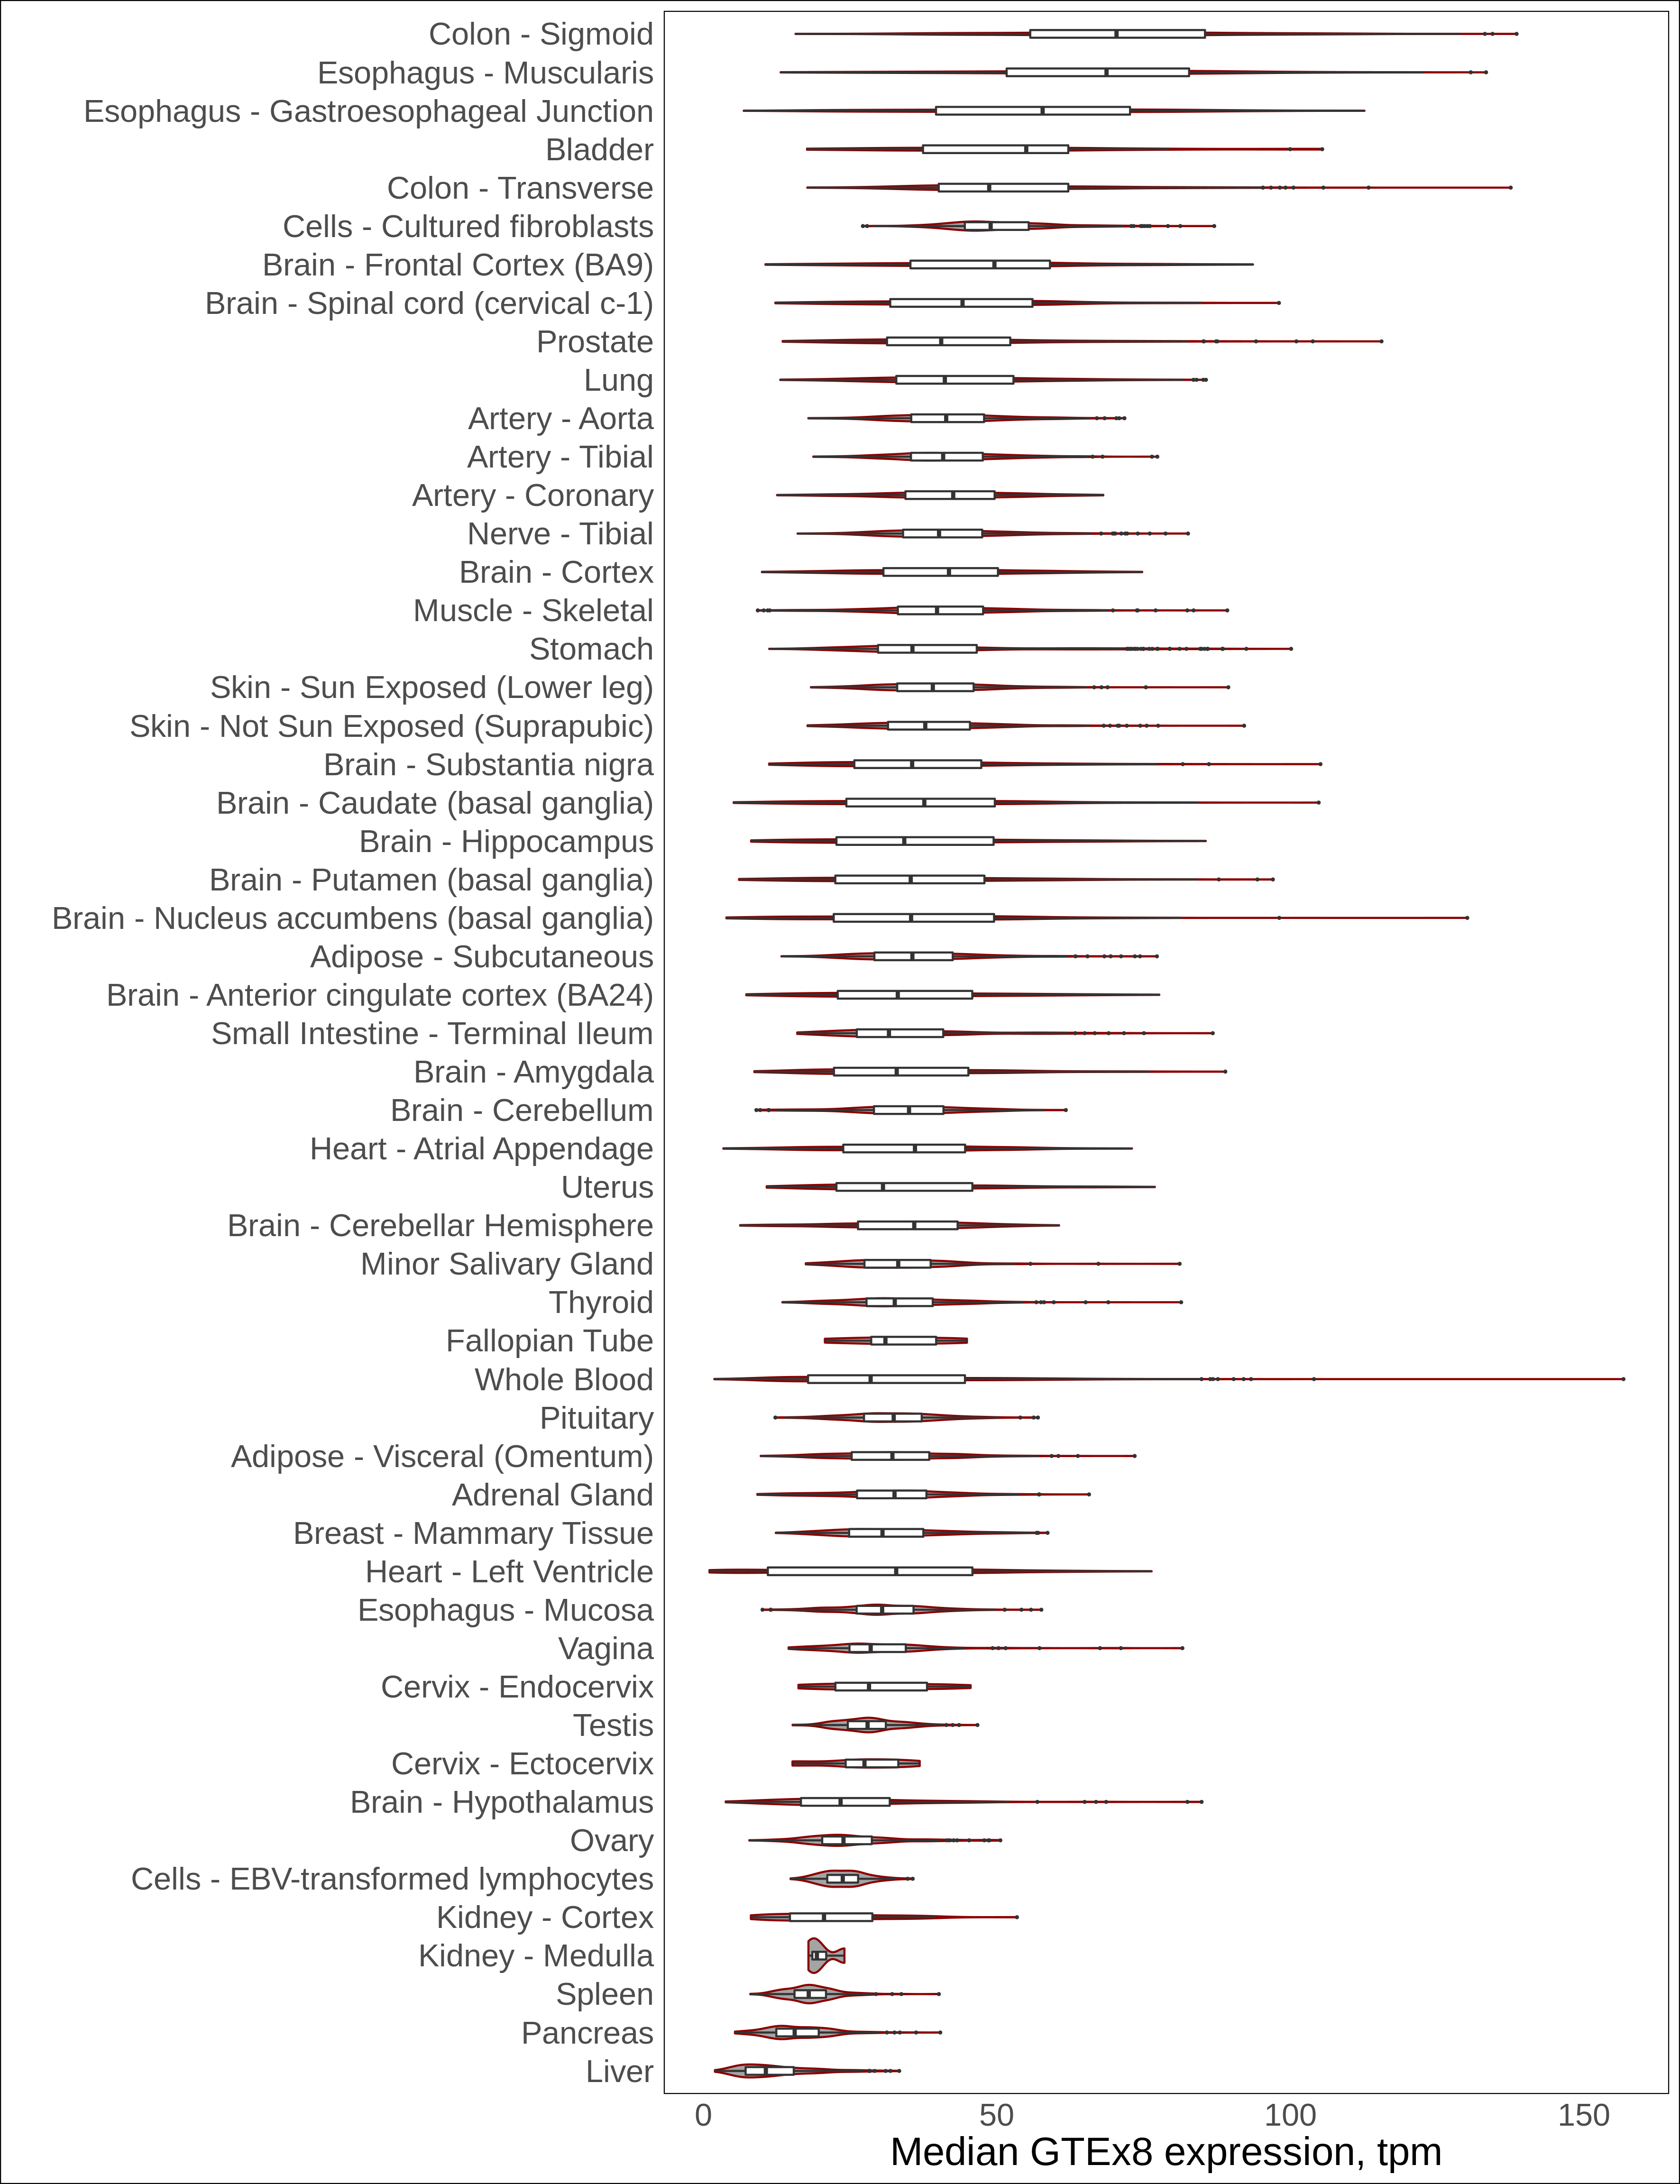 Colon - Sigmoid
Esophagus - Muscularis
Esophagus - Gastroesophageal Junction
Bladder
Colon - Transverse
Cells - Cultured fibroblasts
Brain - Frontal Cortex (BA9)
Brain - Spinal cord (cervical c-1)
Prostate
Lung
Artery - Aorta
Artery - Tibial
Artery - Coronary
Nerve - Tibial
Brain - Cortex
Muscle - Skeletal
Stomach
Skin - Sun Exposed (Lower leg)
Skin - Not Sun Exposed (Suprapubic)
Brain - Substantia nigra
Brain - Caudate (basal ganglia)
Brain - Hippocampus
Brain - Putamen (basal ganglia)
Brain - Nucleus accumbens (basal ganglia)
Adipose - Subcutaneous
Brain - Anterior cingulate cortex (BA24)
Small Intestine - Terminal Ileum
Brain - Amygdala
Brain - Cerebellum
Heart - Atrial Appendage
Uterus
Brain - Cerebellar Hemisphere
Minor Salivary Gland
Thyroid
Fallopian Tube
Whole Blood
Pituitary
Adipose - Visceral (Omentum)
Adrenal Gland
Breast - Mammary Tissue
Heart - Left Ventricle
Esophagus - Mucosa
Vagina
Cervix - Endocervix
Testis
Cervix - Ectocervix
Brain - Hypothalamus
Ovary
Cells - EBV-transformed lymphocytes
Kidney - Cortex
Kidney - Medulla
Spleen
Pancreas
Liver
0 50 100 150
Median GTEx8 expression, tpm